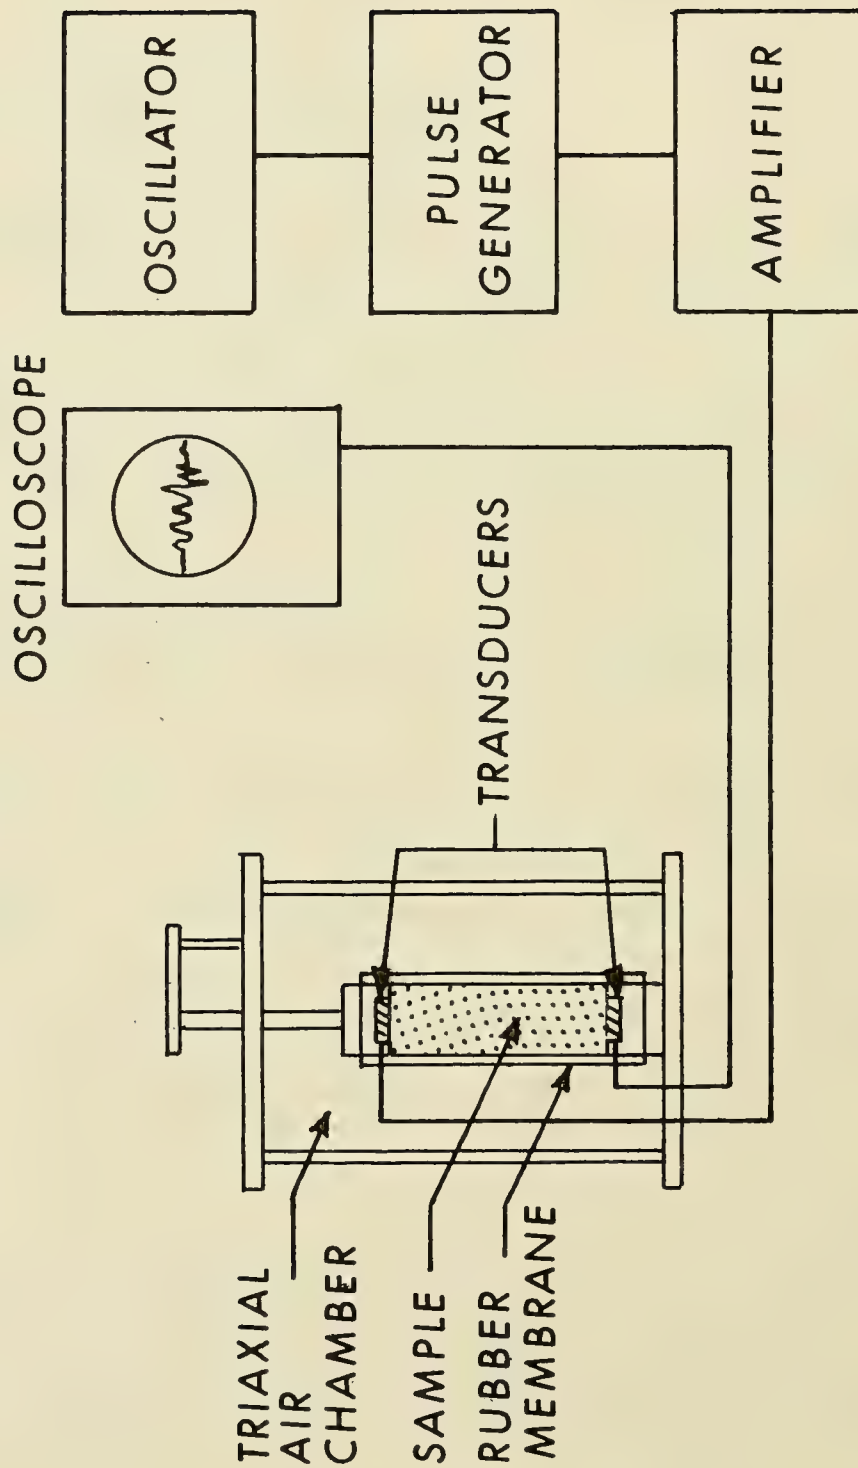 OSCILLOSCOPE
OSCILLATOR
PULSE
GENERATOR
AMPLIFIER
TRANSDUCERS
TRIAXIAL
AIR
CHAMBER
SAMPLE
RUBBER
MEMBRANE